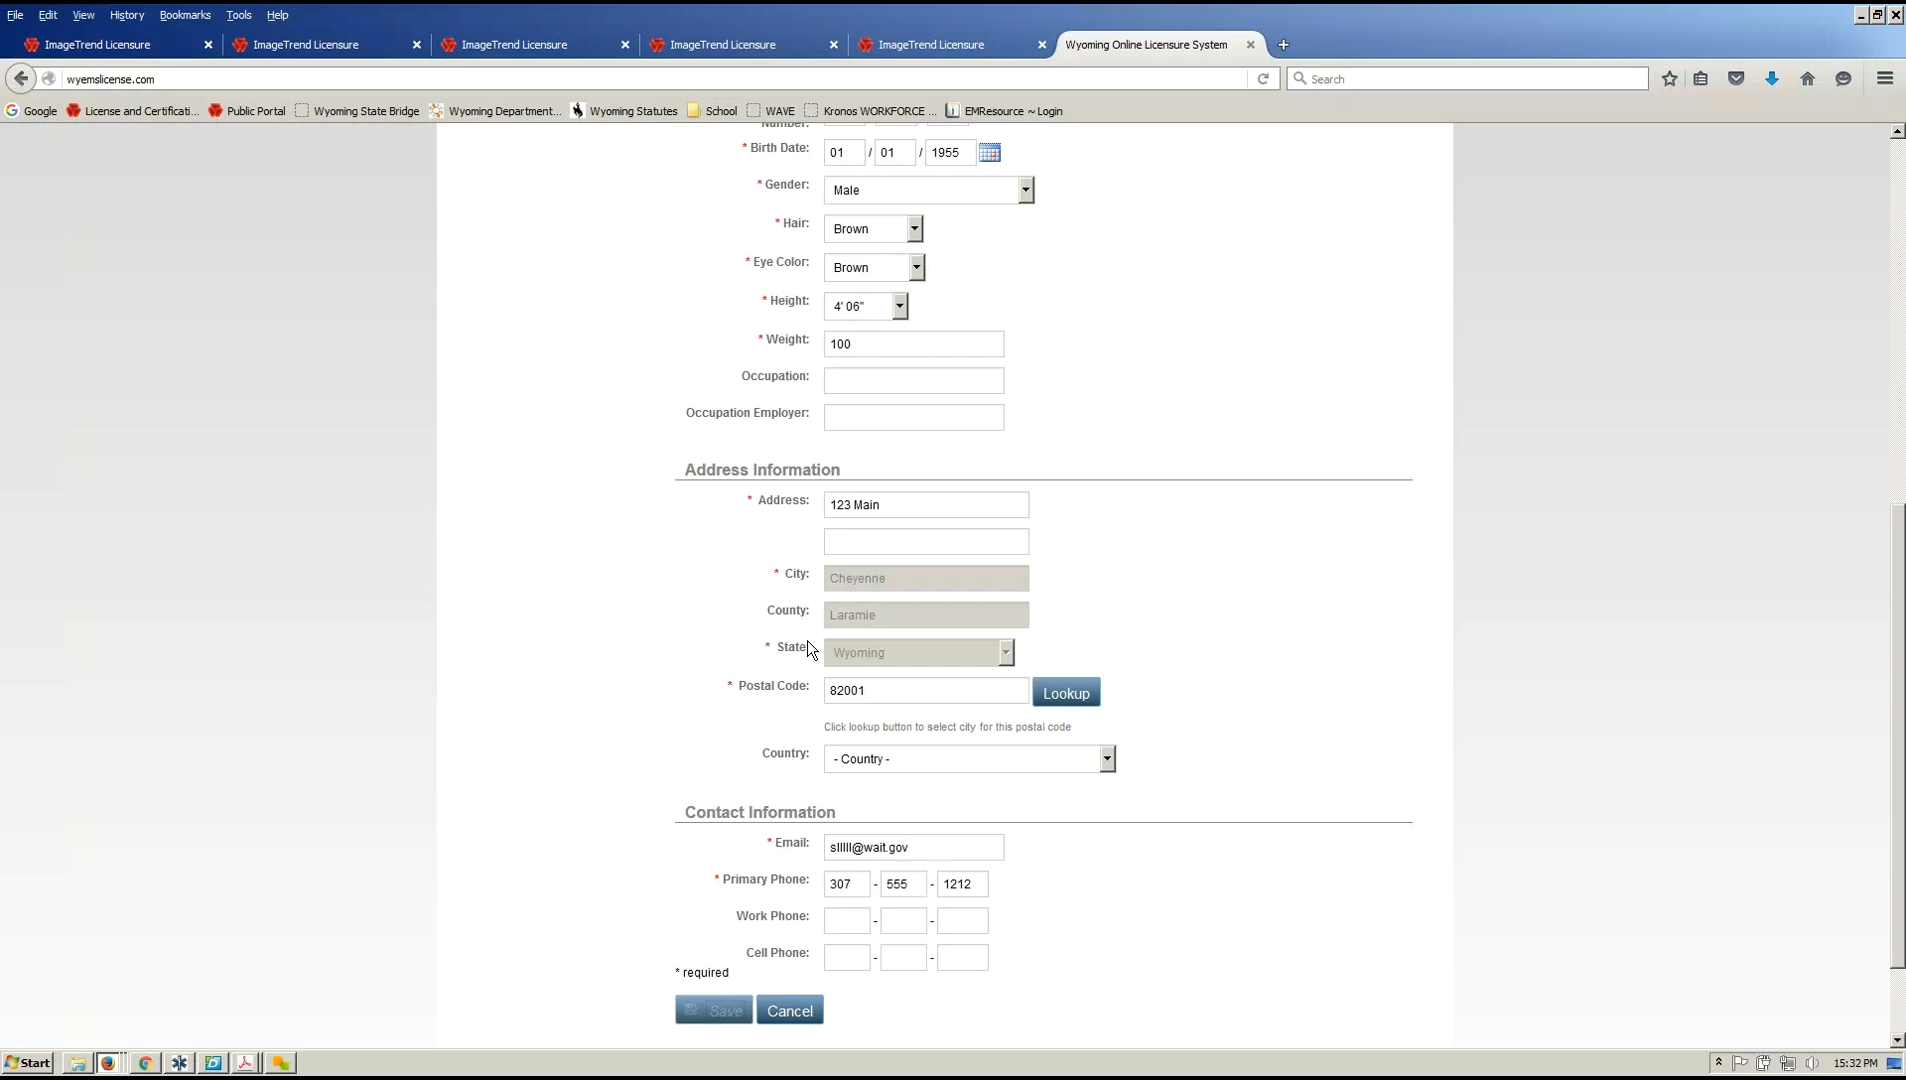 File Edit View History Bookmarks Tools Help
ImageTrend Licensure ImageTrend Licensure ImageTrend Licensure ImageTrend Licensure ImageTrend Licensure Wyoming Online Licensure System
wyemslicense.com Search
Google License and Certificati... Public Portal Wyoming State Bridge Wyoming Department... Wyoming Statutes School WAVE Kronos WORKFORCE ... EMResource ~ Login
Number:
* Birth Date: 01 / 01 / 1955
* Gender: Male
* Hair: Brown
* Eye Color: Brown
* Height: 4' 06"
* Weight: 100
Occupation:
Occupation Employer:
Address Information
* Address: 123 Main
* City: Cheyenne
County: Laramie
* State: Wyoming
* Postal Code: 82001 Lookup
Click lookup button to select city for this postal code
Country: - Country -
Contact Information
* Email: slllll@wait.gov
* Primary Phone: 307 - 555 - 1212
Work Phone: - -
Cell Phone: - -
* required
Save Cancel
Start 15:32 PM